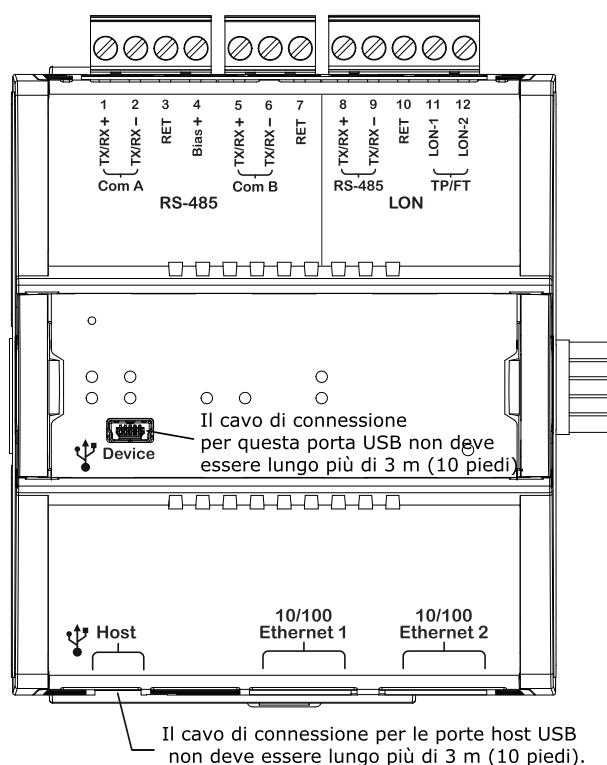 1 2 3 4 5 6 7 8 9 10 11 12
TX/RX + TX/RX – RET Bias + TX/RX + TX/RX – RET TX/RX + TX/RX – RET LON-1 LON-2
Com A Com B RS-485 TP/FT
RS-485 LON
Il cavo di connessione
per questa porta USB non deve
essere lungo più di 3 m (10 piedi)
Device
Host
10/100
Ethernet 1
10/100
Ethernet 2
Il cavo di connessione per le porte host USB
non deve essere lungo più di 3 m (10 piedi).